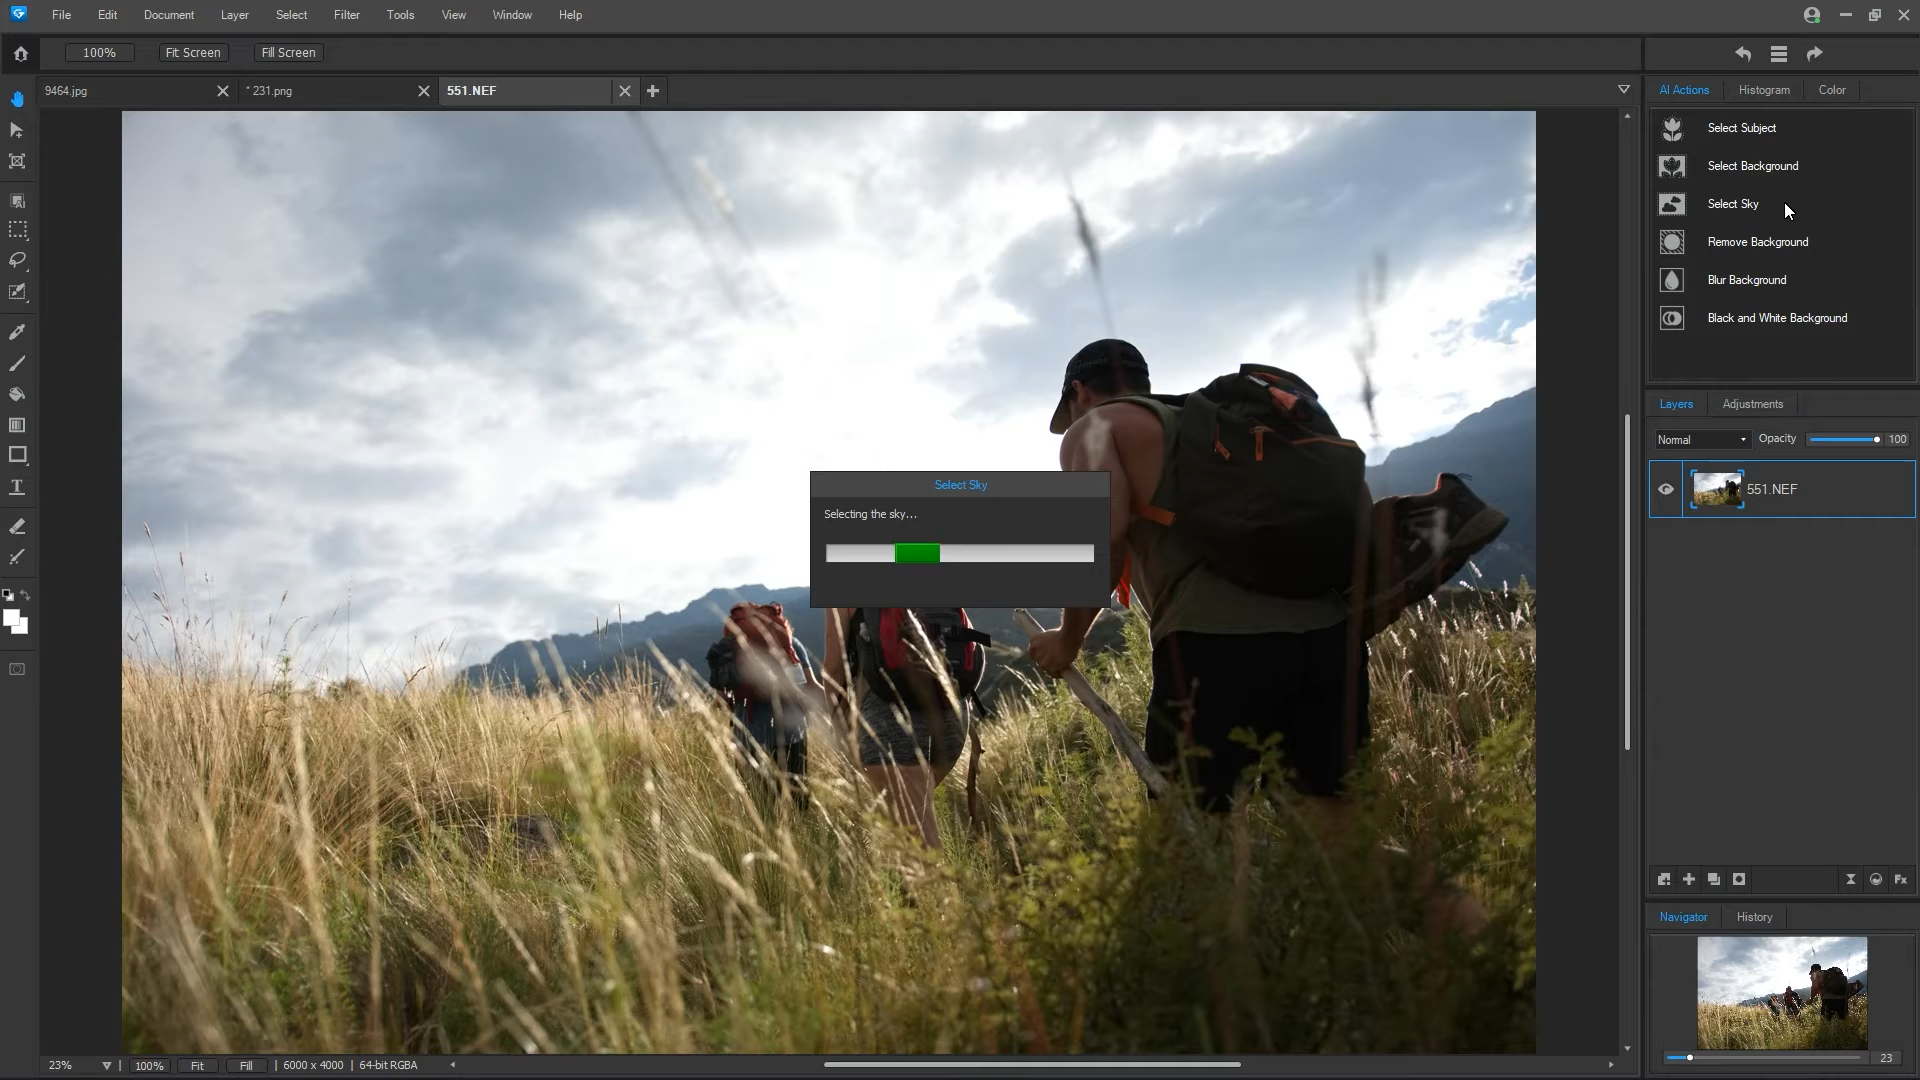 File Edit Document Layer Select Filter Tools View Window Help
100% Fit Screen Fill Screen
9464.jpg * 231.png 551.NEF
AI Actions Histogram Color
Select Subject
Select Background
Select Sky
Remove Background
Blur Background
Black and White Background
Layers Adjustments
Normal Opacity 100
551.NEF
Select Sky
Selecting the sky...
Fx
Navigator History
23
23% 100% Fit Fill 6000 x 4000 64-bit RGBA